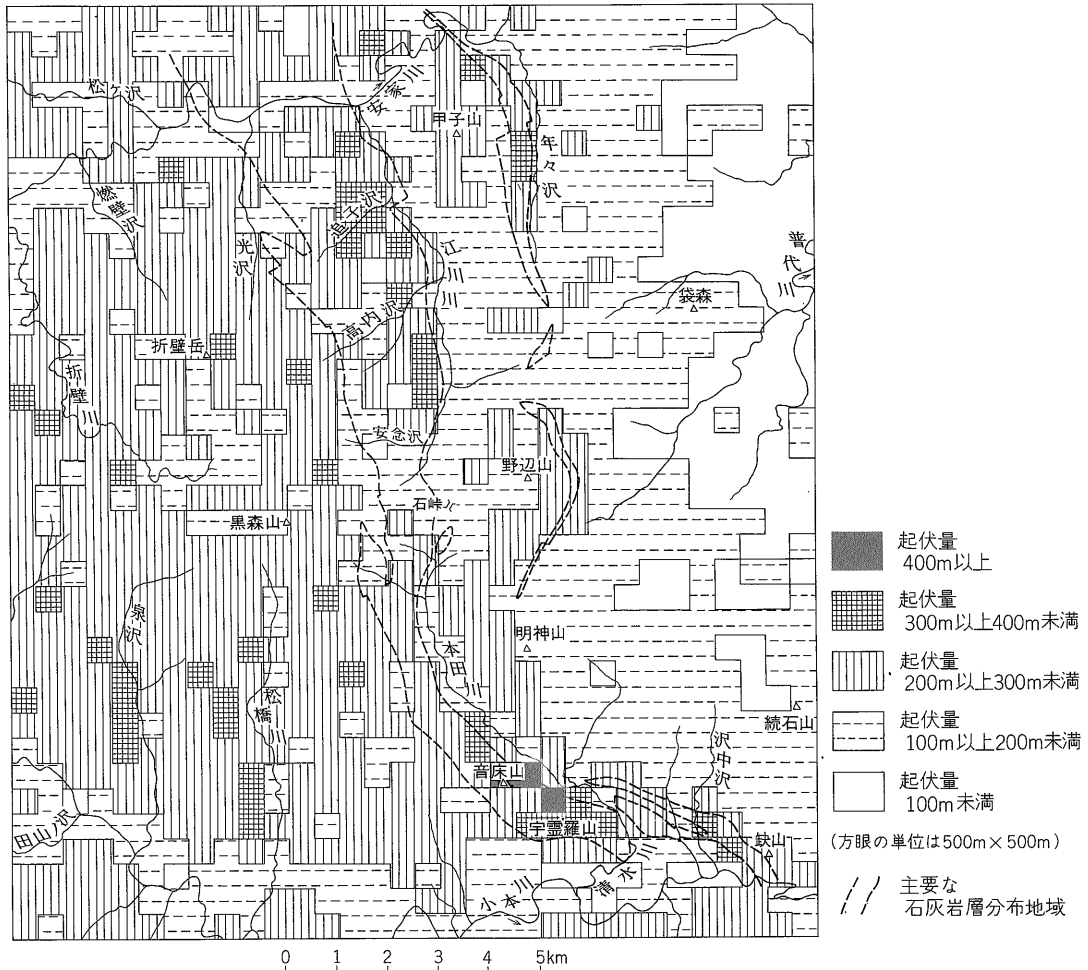 松ヶ沢
安家川
甲子山
年々沢
燃壁沢
追子沢
光沢
江川川
普代川
袋森
高内沢
折壁岳
折壁川
安念沢
野辺山
石峠
黒森山
泉沢
明神山
本田川
松橋川
続石山
沢中沢
音床山
宇霊羅山
鈌山
田山ノ沢
清水川
小本川
起伏量
400m以上
起伏量
300m以上400m未満
起伏量
200m以上300m未満
起伏量
100m以上200m未満
起伏量
100m未満
(方眼の単位は500m×500m)
主要な
石灰岩層分布地域
0 1 2 3 4 5km